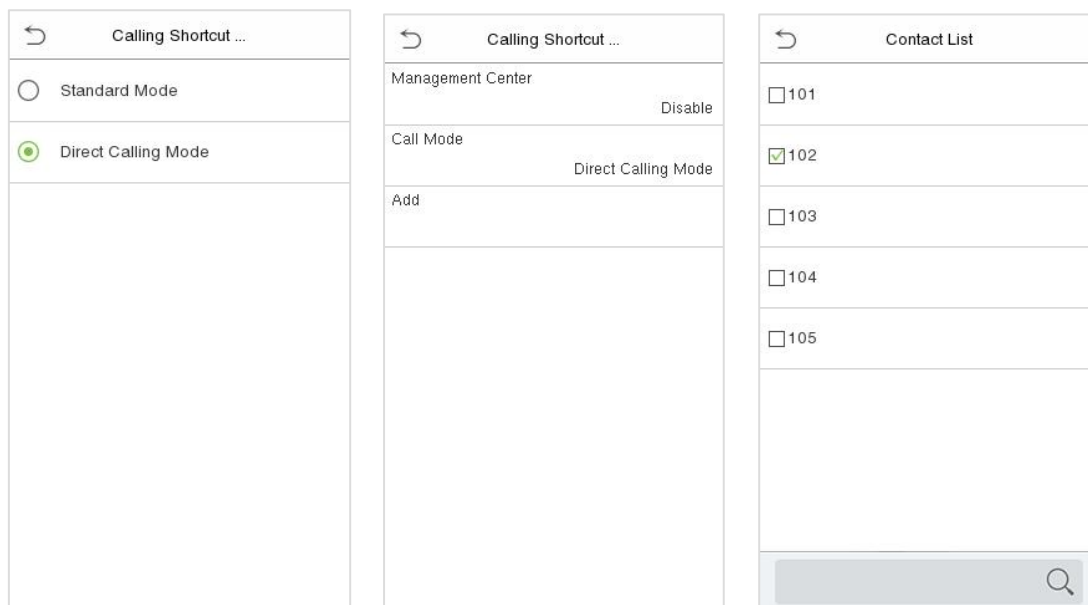 Calling Shortcut ...
Standard Mode
Direct Calling Mode
Calling Shortcut ...
Management Center
Disable
Call Mode
Direct Calling Mode
Add
Contact List
101
102
103
104
105